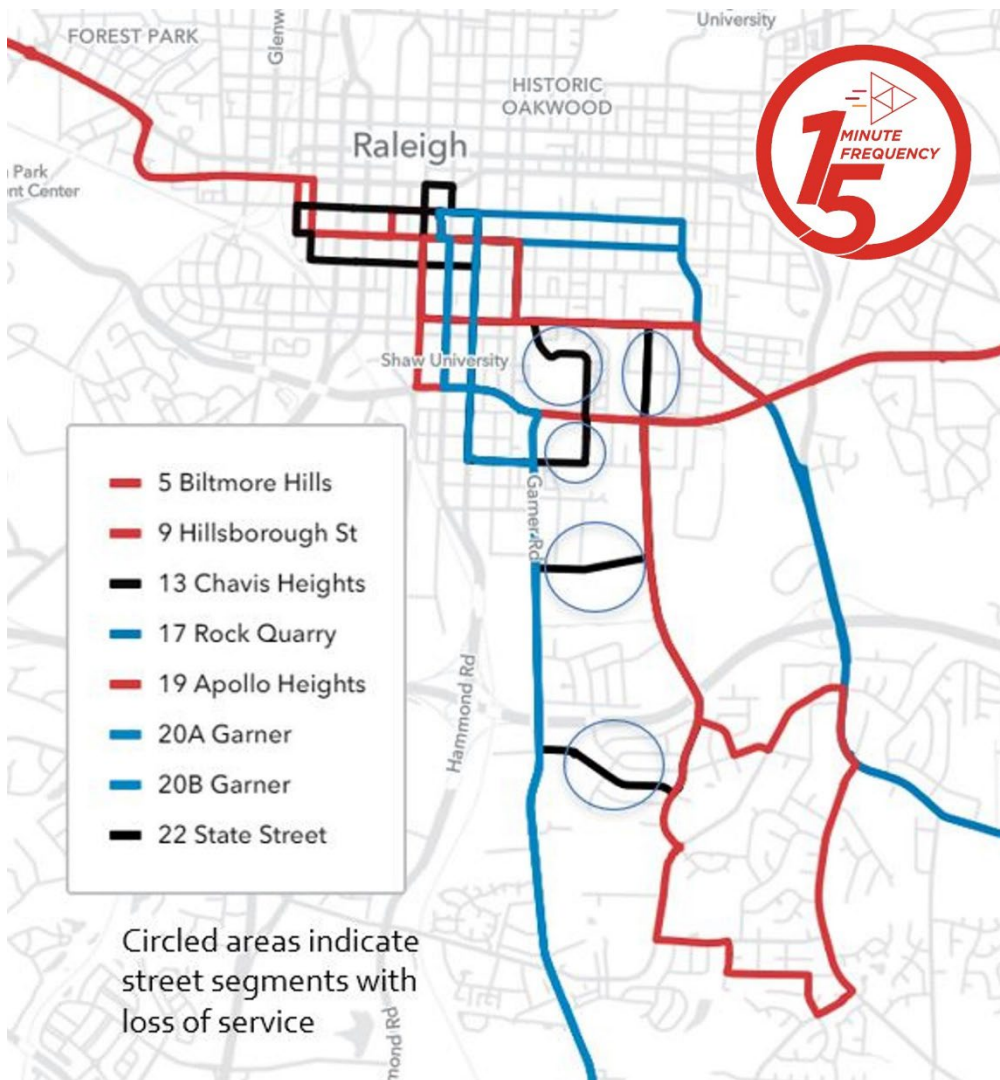 University
FOREST PARK
Glenw
HISTORIC
OAKWOOD
15
MINUTE
FREQUENCY
Raleigh
Park
nt Center
Shaw University
5 Biltmore Hills
9 Hillsborough St
13 Chavis Heights
17 Rock Quarry
19 Apollo Heights
20A Garner
20B Garner
22 State Street
Garner Rd
Hammond Rd
Circled areas indicate
street segments with
loss of service
mond Rd